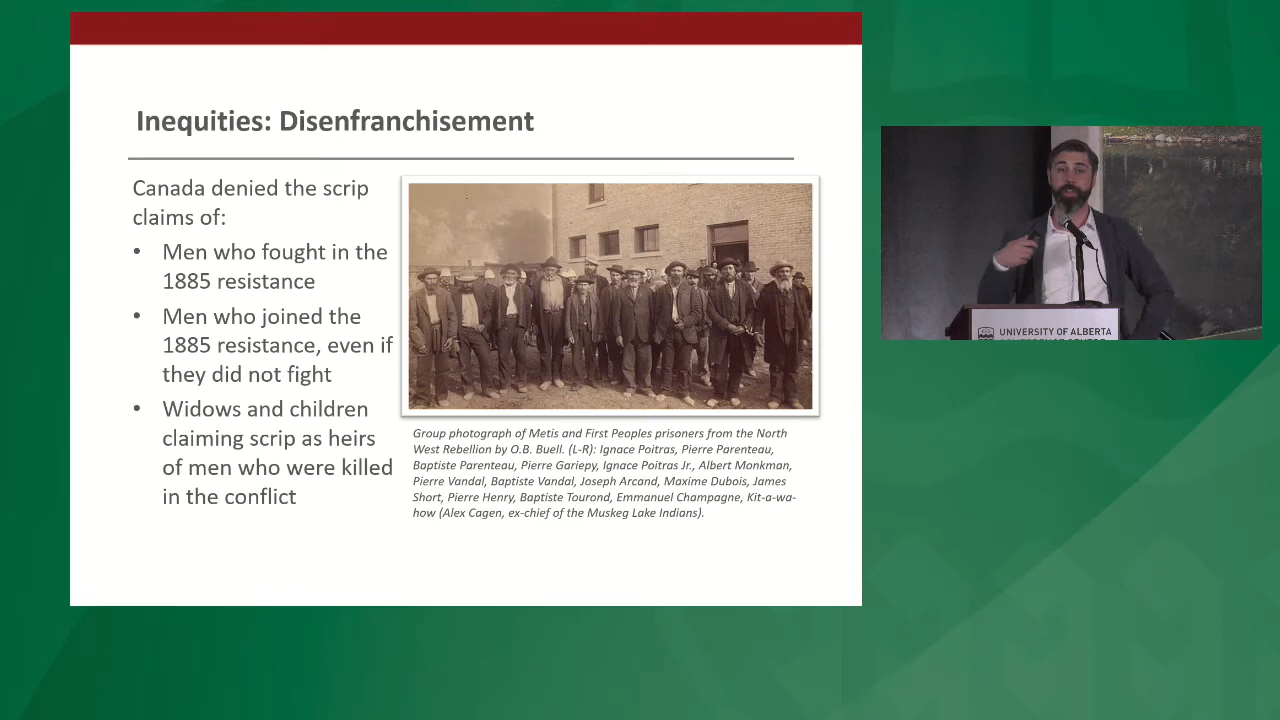 Inequities: Disenfranchisement
Canada denied the scrip
claims of:
• Men who fought in the
1885 resistance
• Men who joined the
1885 resistance, even if
they did not fight
• Widows and children
claiming scrip as heirs
of men who were killed
in the conflict
Group photograph of Metis and First Peoples prisoners from the North
West Rebellion by O.B. Buell. (L-R): Ignace Poitras, Pierre Parenteau,
Baptiste Parenteau, Pierre Gariepy, Ignace Poitras Jr., Albert Monkman,
Pierre Vandal, Baptiste Vandal, Joseph Arcand, Maxime Dubois, James
Short, Pierre Henry, Baptiste Tourond, Emmanuel Champagne, Kit-a-wa-
how (Alex Cagen, ex-chief of the Muskeg Lake Indians).
UNIVERSITY OF ALBERTA